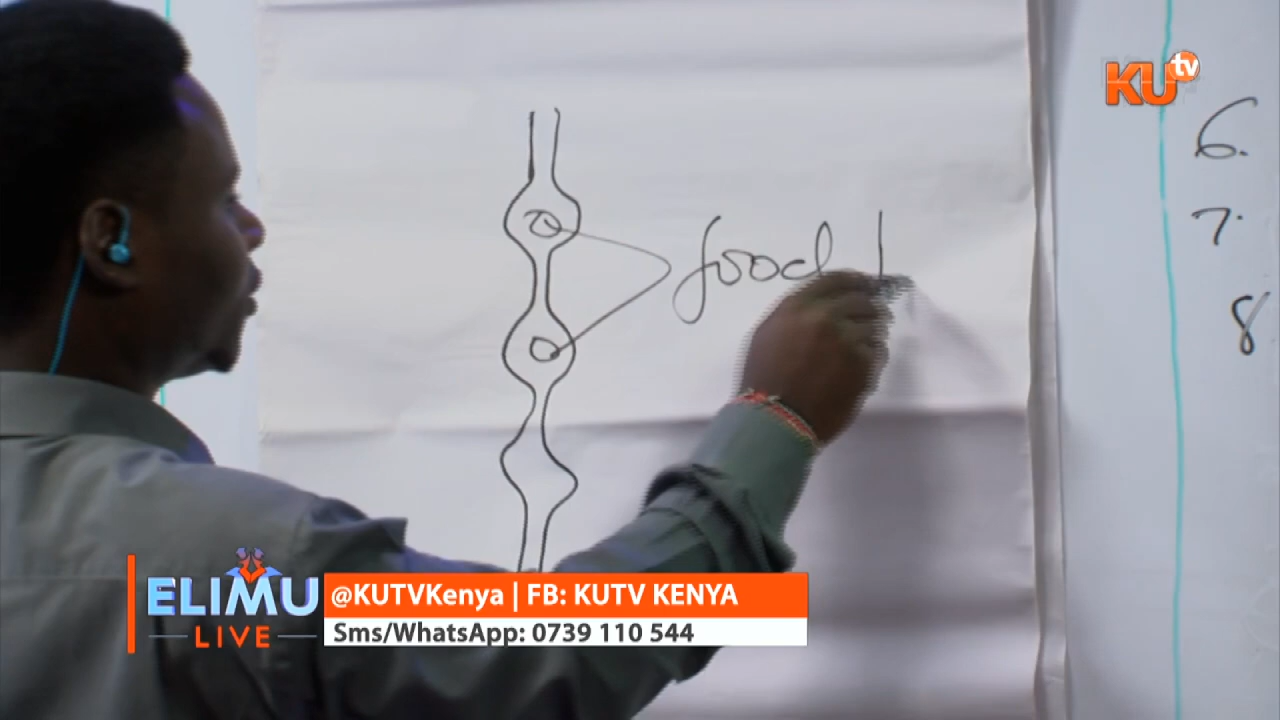 KU tv
6.
7.
food
8
ELIMU
LIVE
@KUTVKenya | FB: KUTV KENYA
Sms/WhatsApp: 0739 110 544